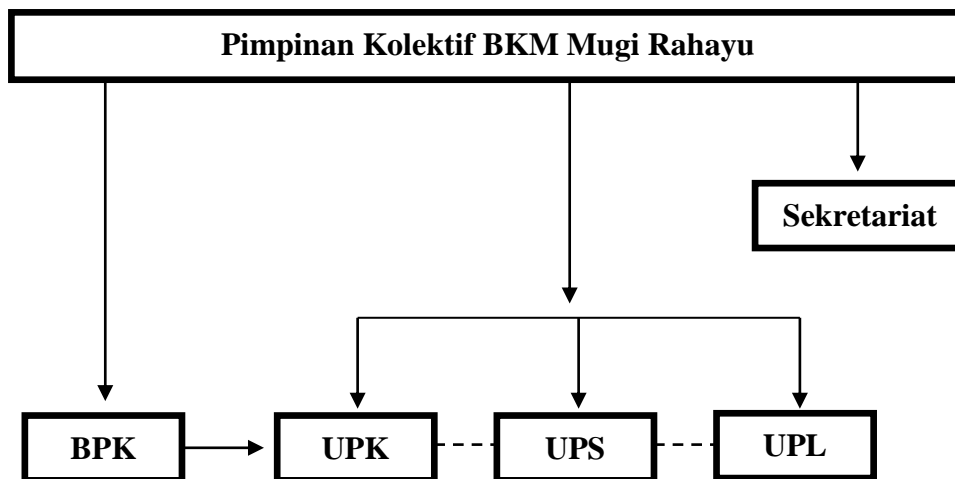 Pimpinan Kolektif BKM Mugi Rahayu
Sekretariat
BPK
UPK
UPS
UPL